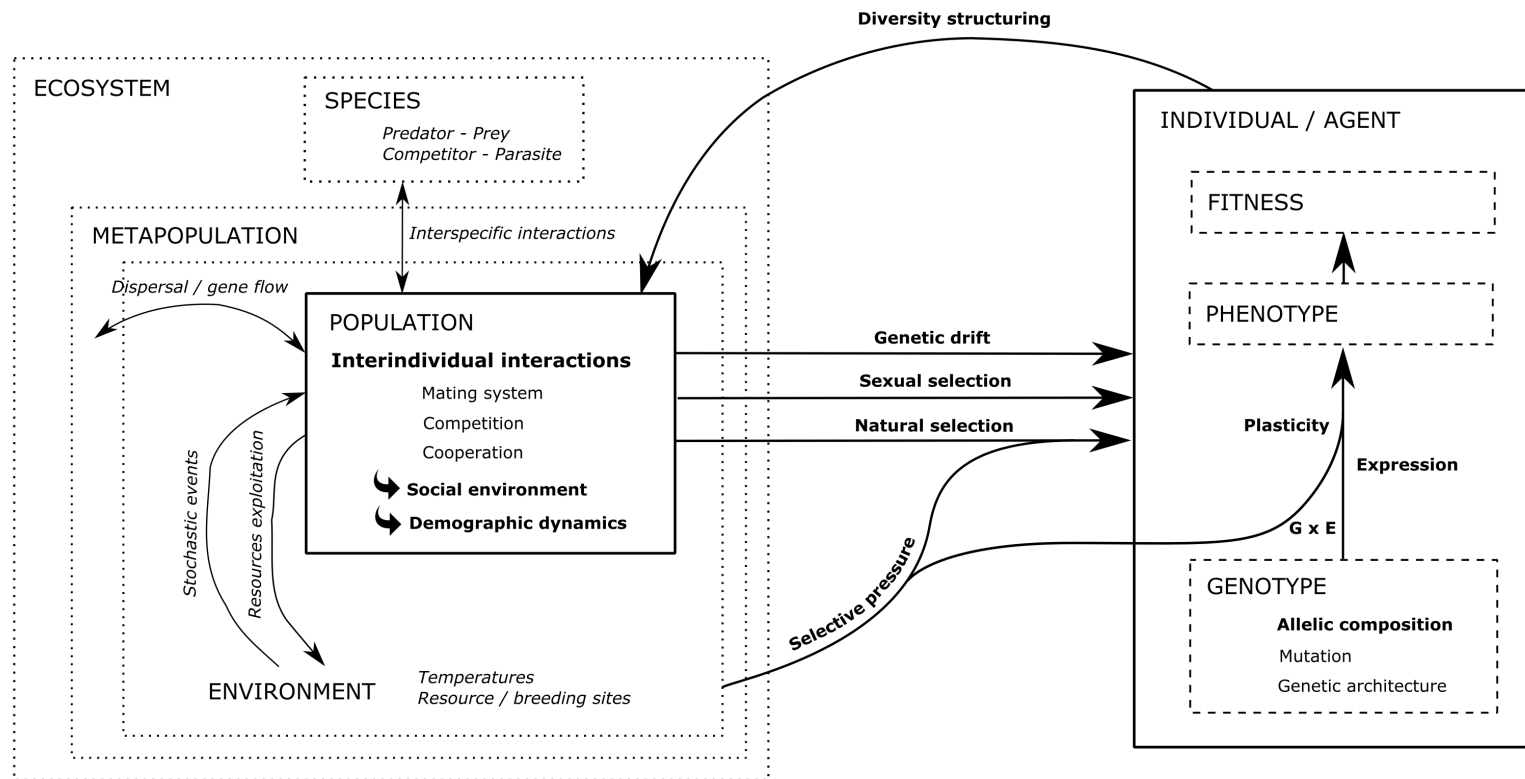 Diversity structuring
ECOSYSTEM
SPECIES
Predator - Prey
Competitor - Parasite
INDIVIDUAL / AGENT
FITNESS
METAPOPULATION
Interspecific interactions
Dispersal / gene flow
PHENOTYPE
POPULATION
Interindividual interactions
Mating system
Competition
Cooperation
Social environment
Demographic dynamics
Genetic drift
Sexual selection
Natural selection
Plasticity
Expression
G x E
Stochastic events
Resources exploitation
Selective pressure
GENOTYPE
Allelic composition
Mutation
Genetic architecture
ENVIRONMENT
Temperatures
Resource / breeding sites